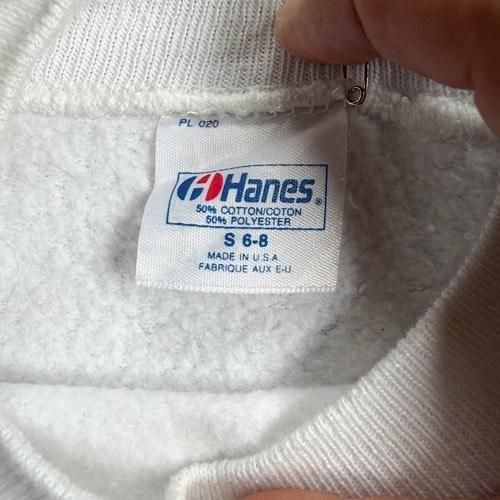 PL 020
Hanes®
50% COTTON/COTON
50% POLYESTER
S 6-8
MADE IN U.S.A
FABRIQUE AUX E-U